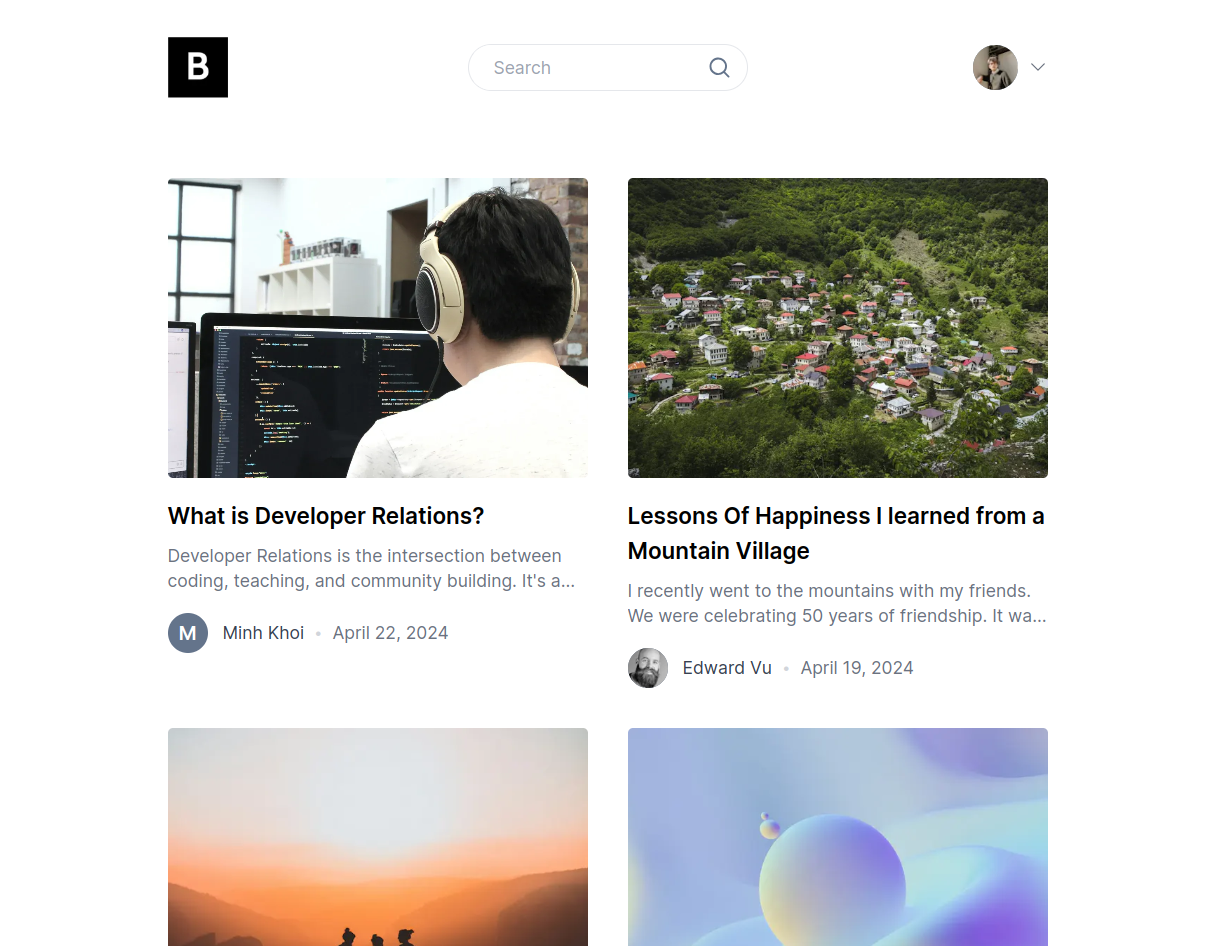 B
Search
What is Developer Relations?
Developer Relations is the intersection between
coding, teaching, and community building. It's a...
M
Minh Khoi • April 22, 2024
Lessons Of Happiness I learned from a
Mountain Village
I recently went to the mountains with my friends.
We were celebrating 50 years of friendship. It wa...
Edward Vu • April 19, 2024